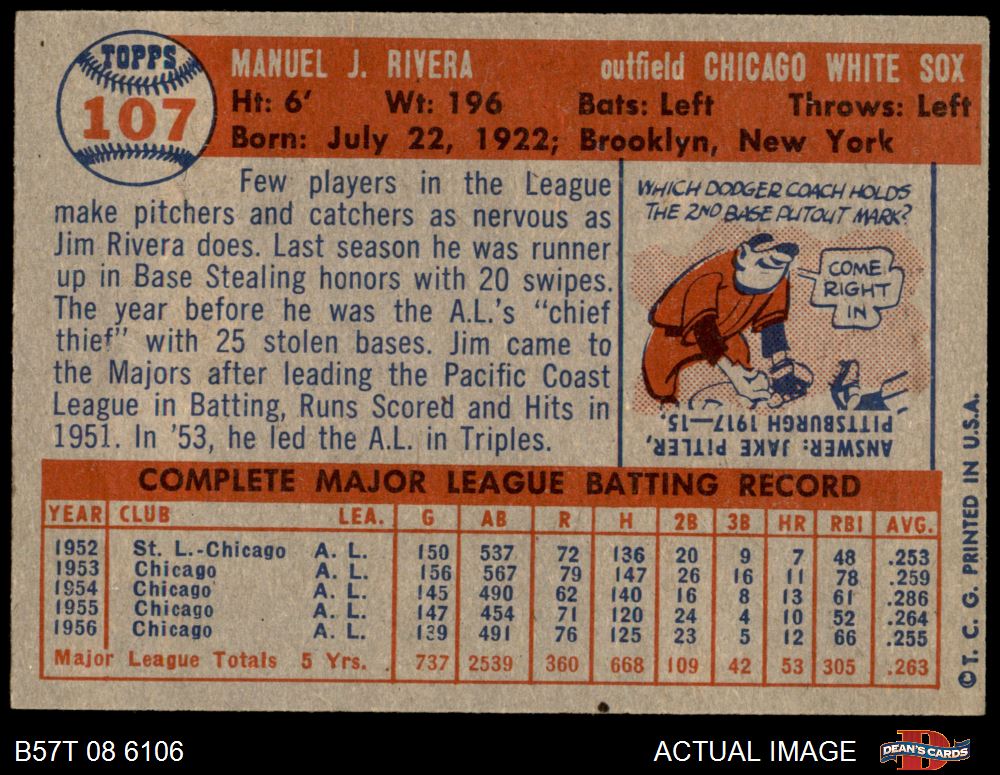 TOPPS
107
MANUEL J. RIVERA outfield CHICAGO WHITE SOX
Ht: 6' Wt: 196 Bats: Left Throws: Left
Born: July 22, 1922; Brooklyn, New York
Few players in the League
make pitchers and catchers as nervous as
Jim Rivera does. Last season he was runner
up in Base Stealing honors with 20 swipes.
The year before he was the A.L.'s "chief
thief" with 25 stolen bases. Jim came to
the Majors after leading the Pacific Coast
League in Batting, Runs Scored and Hits in
1951. In '53, he led the A.L. in Triples.
WHICH DODGER COACH HOLDS
THE 2ND BASE PUTOUT MARK?
COME
RIGHT
IN
ANSWER: JAKE PITLER,
PITTSBURGH 1917—15.
COMPLETE MAJOR LEAGUE BATTING RECORD
YEAR CLUB LEA. G AB R H 2B 3B HR RBI AVG.
1952 St. L.-Chicago A. L. 150 537 72 136 20 9 7 48 .253
1953 Chicago A. L. 156 567 79 147 26 16 11 78 .259
1954 Chicago A. L. 145 490 62 140 16 8 13 61 .286
1955 Chicago A. L. 147 454 71 120 24 4 10 52 .264
1956 Chicago A. L. 139 491 76 125 23 5 12 66 .255
Major League Totals 5 Yrs. 737 2539 360 668 109 42 53 305 .263
© T. C. G. PRINTED IN U.S.A.
B57T 08 6106 ACTUAL IMAGE DEAN'S CARDS